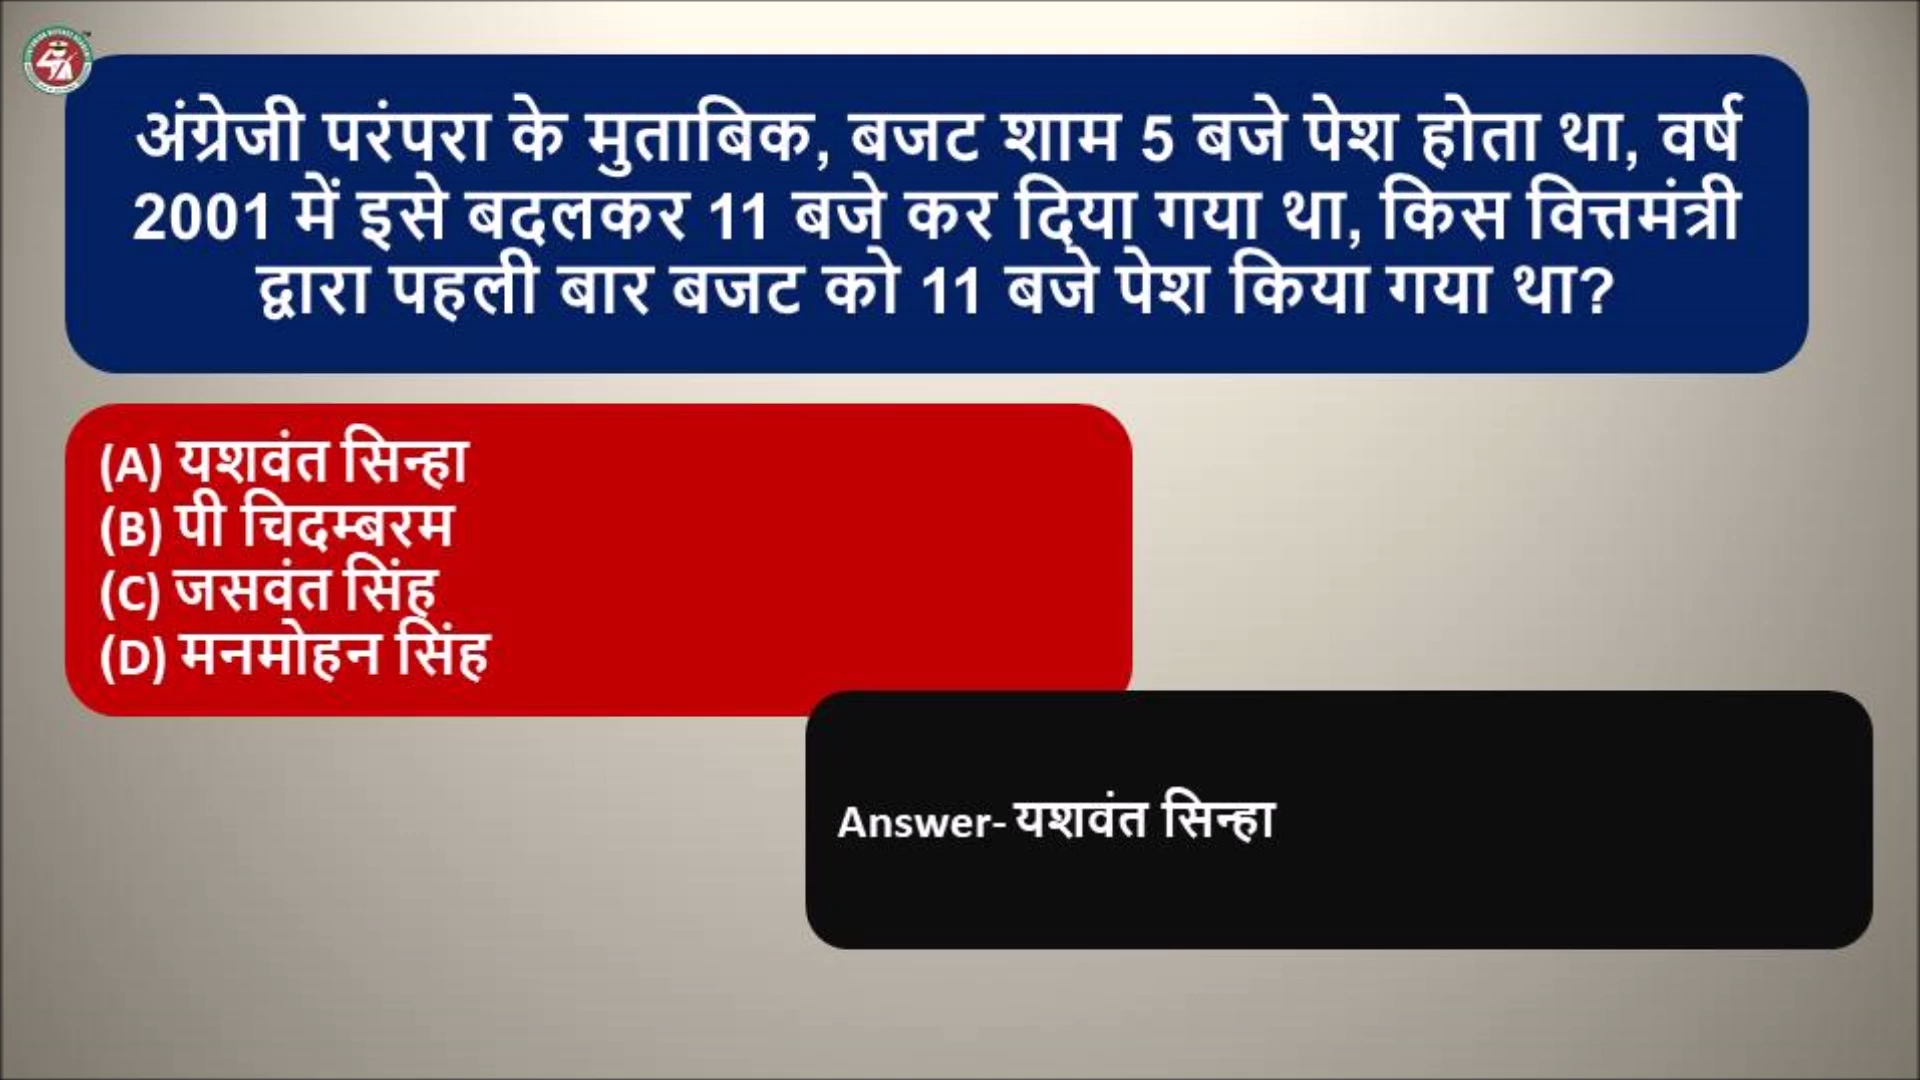 अंग्रेजी परंपरा के मुताबिक, बजट शाम 5 बजे पेश होता था, वर्ष
2001 में इसे बदलकर 11 बजे कर दिया गया था, किस वित्तमंत्री
द्वारा पहली बार बजट को 11 बजे पेश किया गया था?
(A) यशवंत सिन्हा
(B) पी चिदम्बरम
(C) जसवंत सिंह
(D) मनमोहन सिंह
Answer- यशवंत सिन्हा